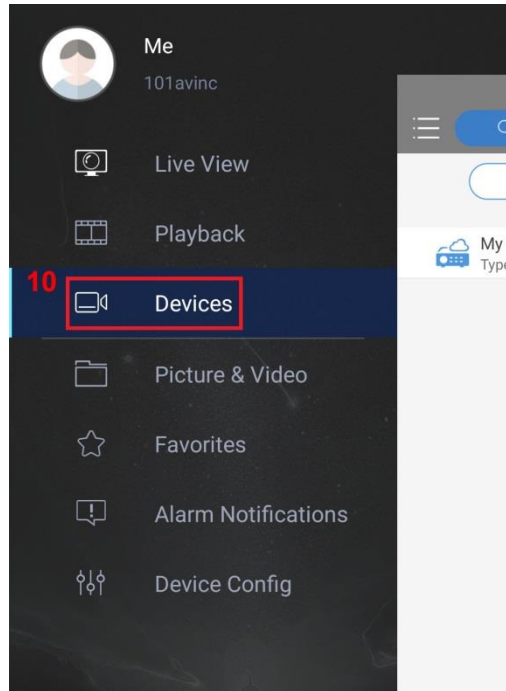 Me
101avinc
Live View
Playback
10
Devices
Picture & Video
Favorites
Alarm Notifications
Device Config
My